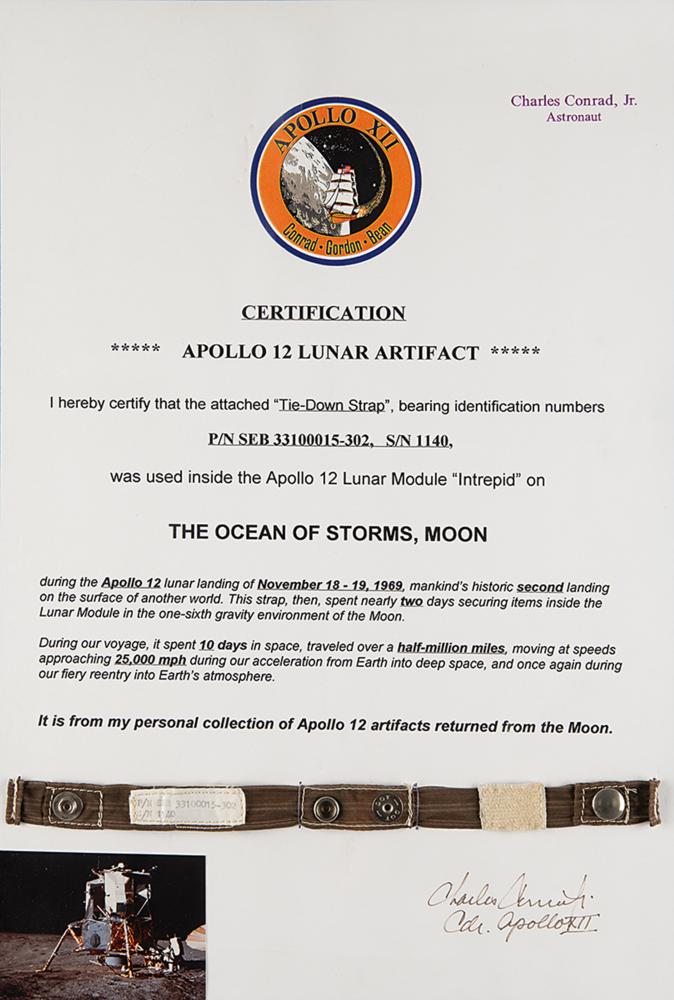 Charles Conrad, Jr.
Astronaut
APOLLO XII
Conrad · Gordon · Bean
CERTIFICATION
***** APOLLO 12 LUNAR ARTIFACT *****
I hereby certify that the attached “Tie-Down Strap”, bearing identification numbers
P/N SEB 33100015-302, S/N 1140,
was used inside the Apollo 12 Lunar Module “Intrepid” on
THE OCEAN OF STORMS, MOON
during the Apollo 12 lunar landing of November 18 - 19, 1969, mankind’s historic second landing
on the surface of another world. This strap, then, spent nearly two days securing items inside the
Lunar Module in the one-sixth gravity environment of the Moon.
During our voyage, it spent 10 days in space, traveled over a half-million miles, moving at speeds
approaching 25,000 mph during our acceleration from Earth into deep space, and once again during
our fiery reentry into Earth’s atmosphere.
It is from my personal collection of Apollo 12 artifacts returned from the Moon.
P/N SEB 33100015-302
S/N 1140
Charles Conrad Jr.
Cdr. Apollo XII